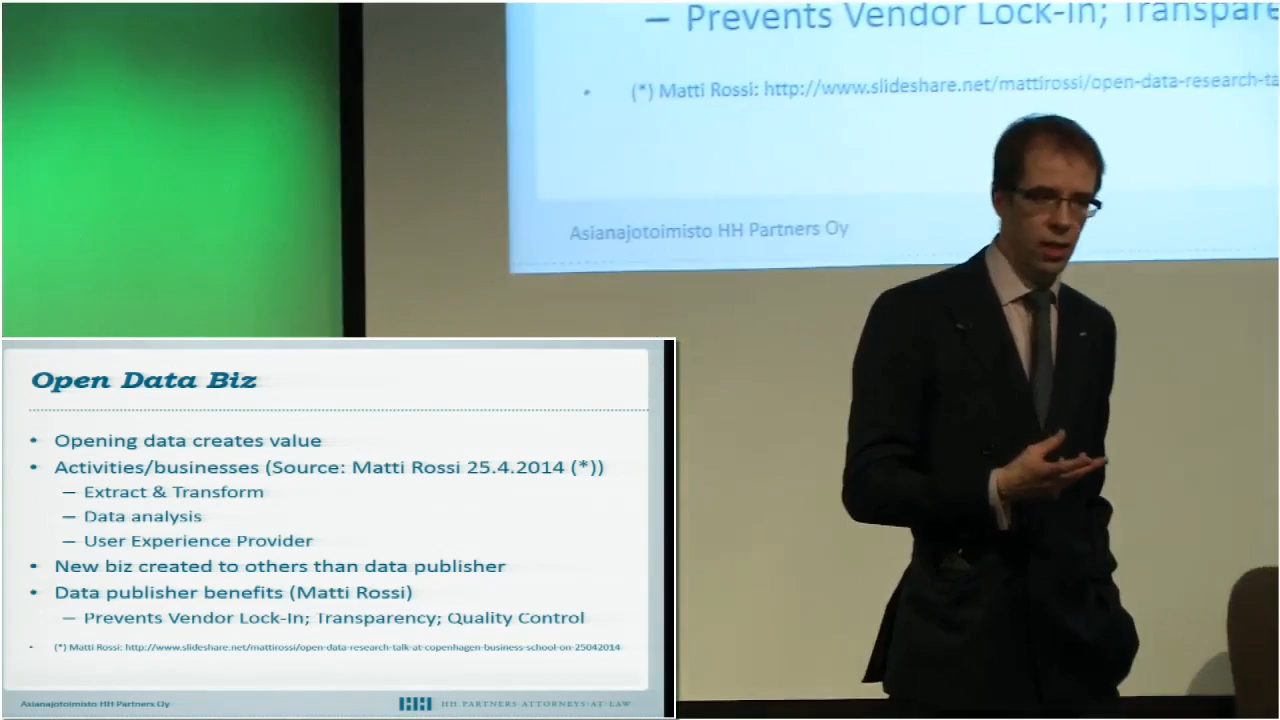 — Prevents Vendor Lock-In; Transpare
• (*) Matti Rossi: http://www.slideshare.net/mattirossi/open-data-research-ta
Asianajotoimisto HH Partners Oy
Open Data Biz
• Opening data creates value
• Activities/businesses (Source: Matti Rossi 25.4.2014 (*))
— Extract & Transform
— Data analysis
— User Experience Provider
• New biz created to others than data publisher
• Data publisher benefits (Matti Rossi)
— Prevents Vendor Lock-In; Transparency; Quality Control
• (*) Matti Rossi: http://www.slideshare.net/mattirossi/open-data-research-talk-at-copenhagen-business-school-on-25042014
Asianajotoimisto HH Partners Oy
HH HH PARTNERS ATTORNEYS-AT-LAW